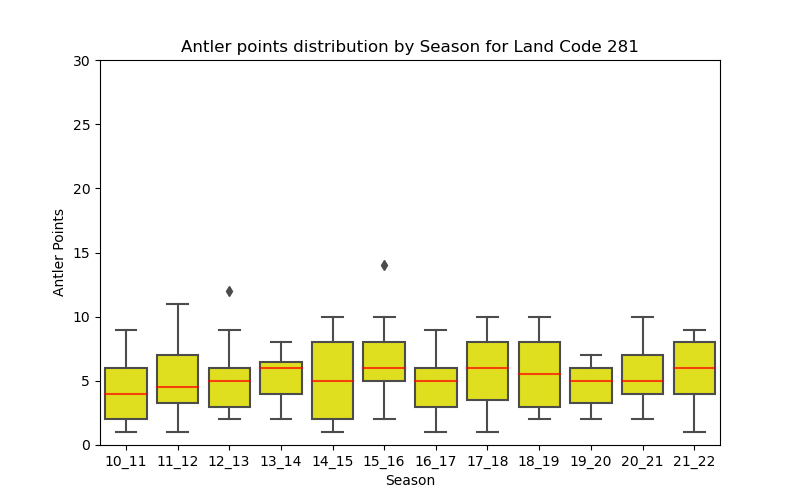 Antler points distribution by Season for Land Code 281
30
25
20
15
10
5
0
Antler Points
10_11 11_12 12_13 13_14 14_15 15_16 16_17 17_18 18_19 19_20 20_21 21_22
Season